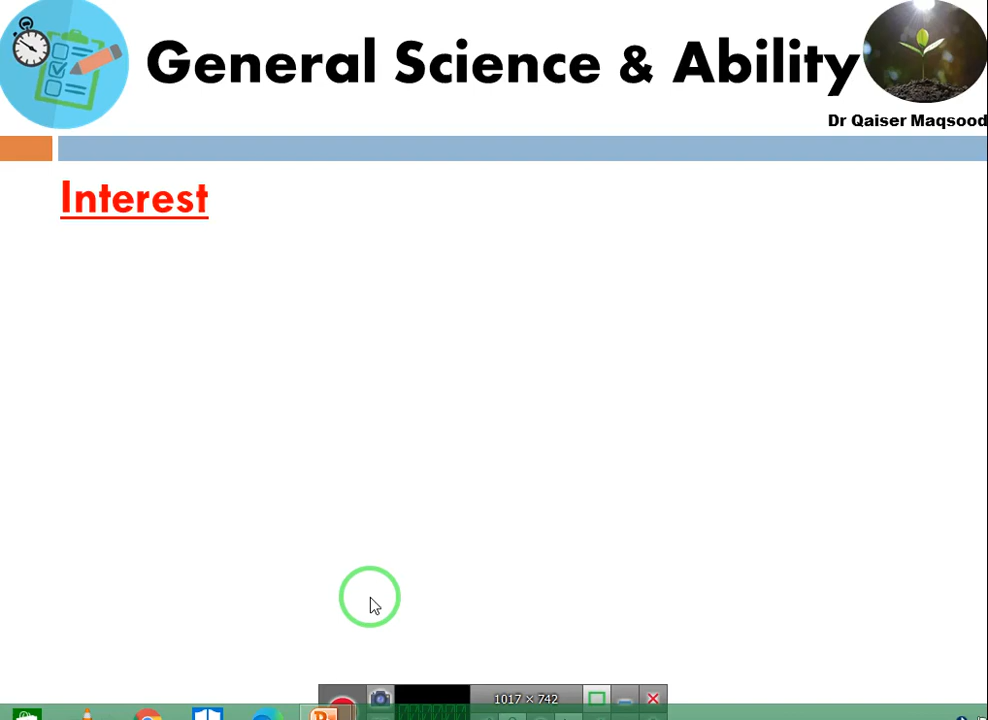 General Science & Ability
Dr Qaiser Maqsood
Interest
1017 × 742